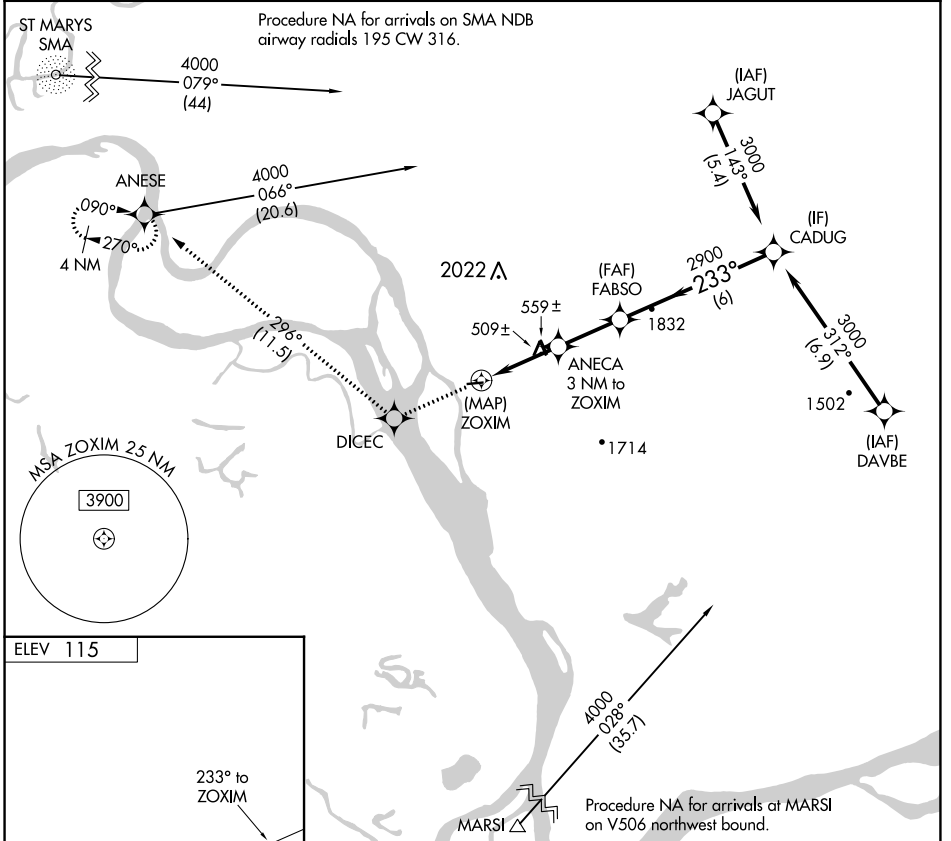 ST MARYS
SMA
Procedure NA for arrivals on SMA NDB
airway radials 195 CW 316.
4000
079°
(44)
(IAF)
JAGUT
3000
143°
(5.4)
ANESE
4000
066°
(20.6)
090°
270°
4 NM
(IF)
CADUG
2900
233°
(6)
2022
(FAF)
FABSO
559±
509±
1832
296°
(11.5)
ANECA
3 NM to
ZOXIM
(MAP)
ZOXIM
3000
312°
(6.9)
1502
DICEC
1714
(IAF)
DAVBE
MSA ZOXIM 25 NM
3900
ELEV 115
4000
028°
(35.7)
233° to
ZOXIM
MARSI
Procedure NA for arrivals at MARSI
on V506 northwest bound.